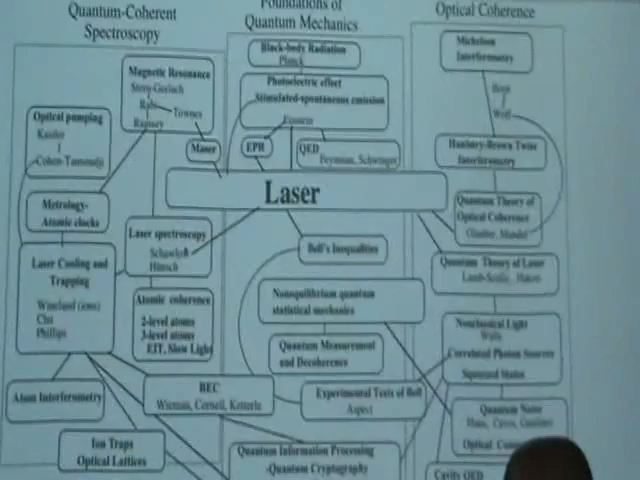 Quantum-Coherent
Spectroscopy
Foundations of
Quantum Mechanics
Optical Coherence
Magnetic Resonance
Stern-Gerlach
Rabi
Townes
Ramsey
Optical pumping
Kastler
Cohen-Tannoudji
Maser
Metrology-
Atomic clocks
Laser spectroscopy
Schawlow
Hänsch
Laser Cooling and
Trapping
Wineland (ions)
Chu
Phillips
Atomic coherence
2-level atoms
3-level atoms
EIT, Slow Light
Atom Interferometry
BEC
Wieman, Cornell, Ketterle
Ion Traps
Optical Lattices
Black-body Radiation
Planck
Photoelectric effect
Stimulated-spontaneous emission
Einstein
EPR
QED
Feynman, Schwinger
Laser
Bell's Inequalities
Nonequilibrium quantum
statistical mechanics
Quantum Measurement
and Decoherence
Experimental Tests of Bell
Aspect
Quantum Information Processing
-Quantum Cryptography
Michelson
Interferometry
Wolf
Hanbury-Brown Twiss
Interferometry
Quantum Theory of
Optical Coherence
Glauber, Mandel
Quantum Theory of Laser
Lamb-Scully, Haken
Nonclassical Light
Walls
Correlated Photon Sources
Squeezed States
Quantum Noise
Haus, Caves, Gardiner
Optical
Cavity QED